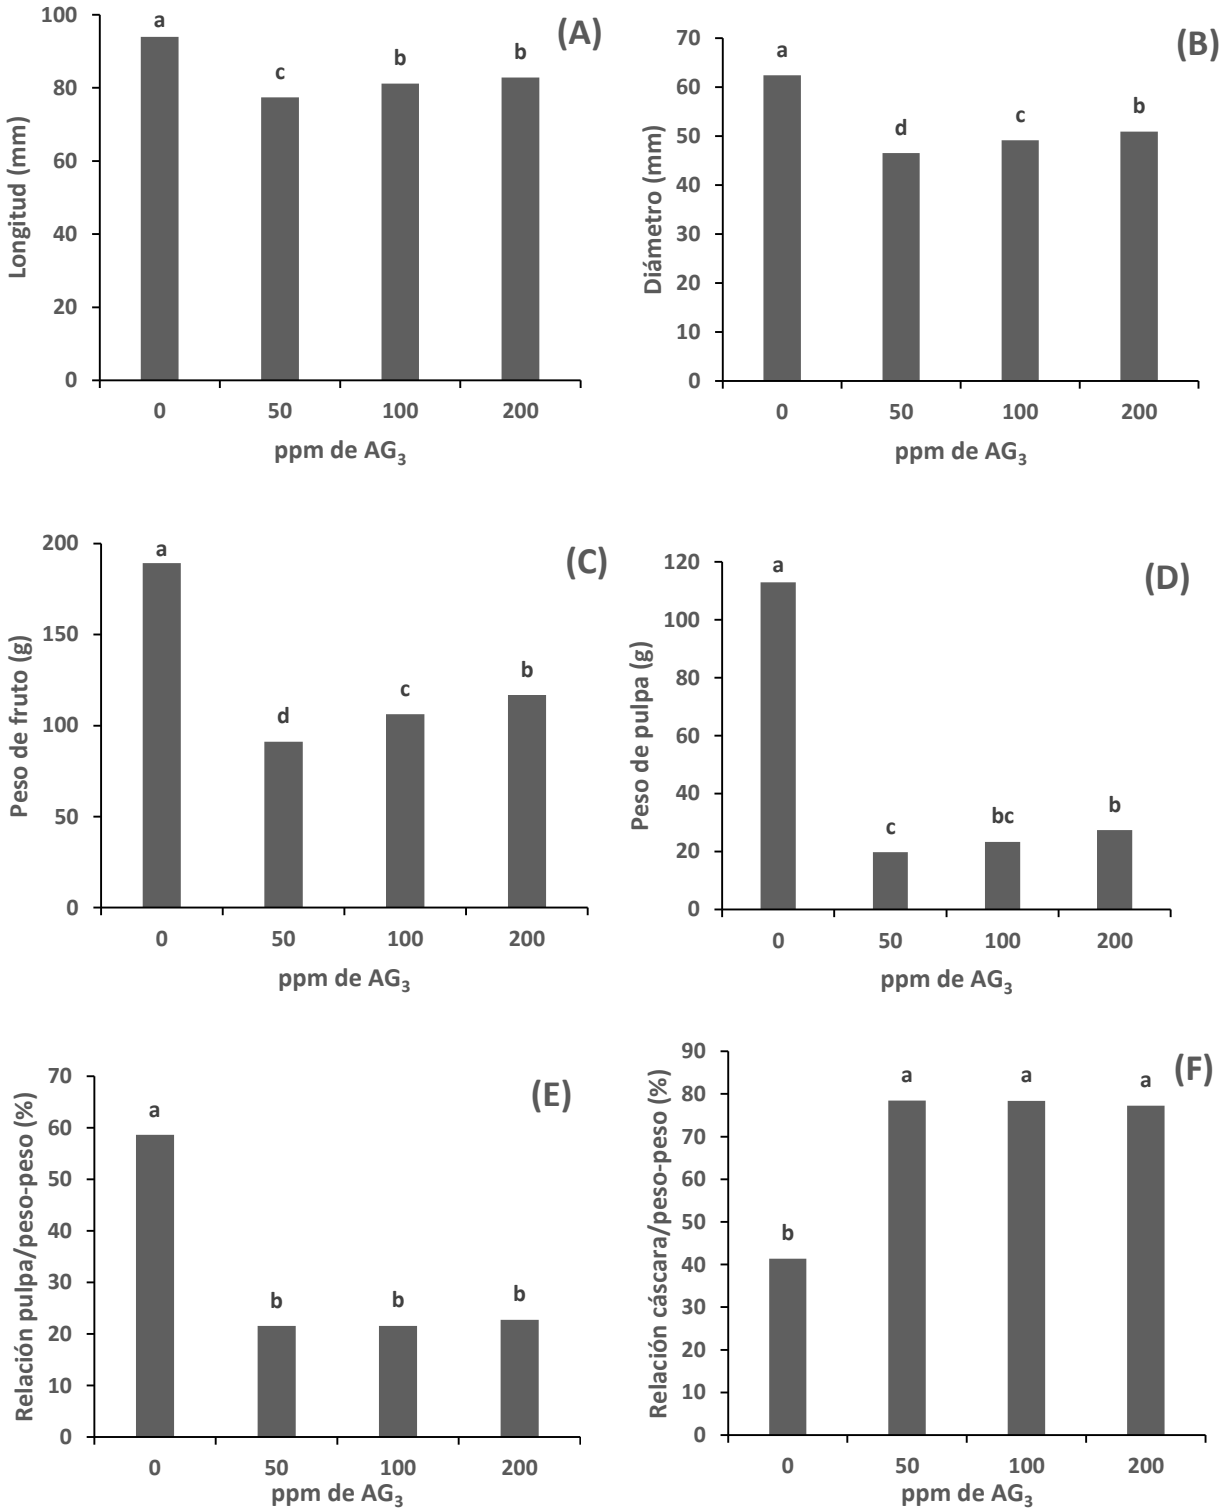 (A)
Longitud (mm)
100
80
60
40
20
0
a
c
b
b
0 50 100 200
ppm de AG₃
(B)
Diámetro (mm)
70
60
50
40
30
20
10
0
a
d
c
b
0 50 100 200
ppm de AG₃
(C)
Peso de fruto (g)
200
150
100
50
0
a
d
c
b
0 50 100 200
ppm de AG₃
(D)
Peso de pulpa (g)
120
100
80
60
40
20
0
a
c
bc
b
0 50 100 200
ppm de AG₃
(E)
Relación pulpa/peso-peso (%)
70
60
50
40
30
20
10
0
a
b
b
b
0 50 100 200
ppm de AG₃
(F)
Relación cáscara/peso-peso (%)
90
80
70
60
50
40
30
20
10
0
b
a
a
a
0 50 100 200
ppm de AG₃